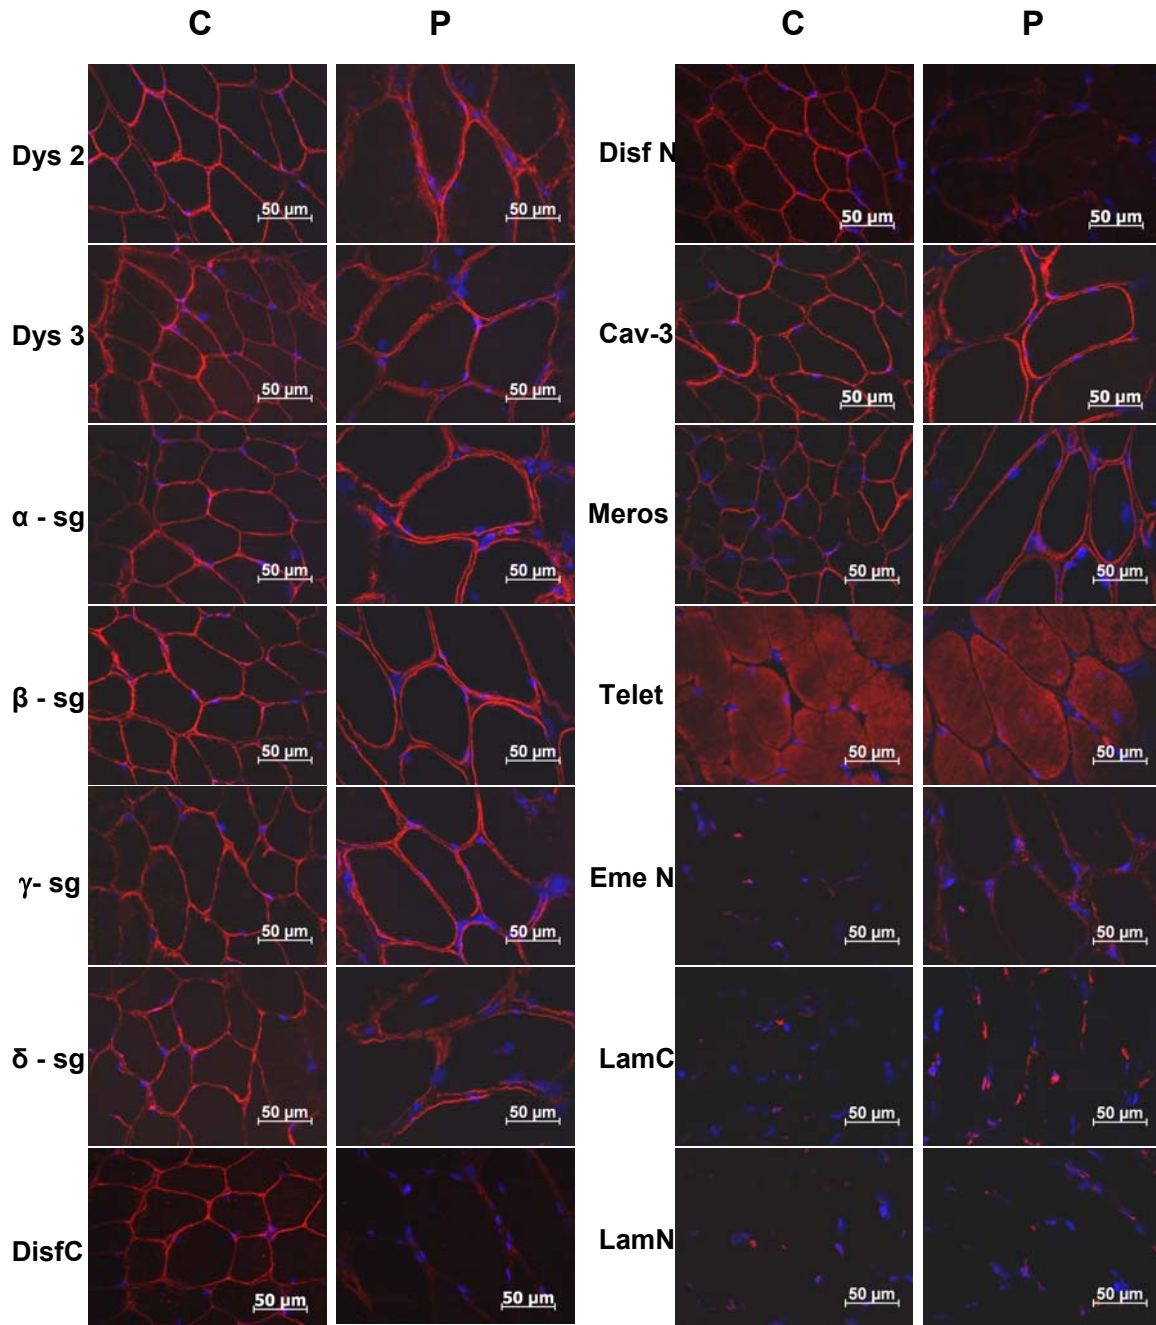 C P C P
Dys 2 50 µm 50 µm Disf N 50 µm 50 µm
Dys 3 50 µm 50 µm Cav-3 50 µm 50 µm
α - sg 50 µm 50 µm Meros 50 µm 50 µm
β - sg 50 µm 50 µm Telet 50 µm 50 µm
γ- sg 50 µm 50 µm Eme N 50 µm 50 µm
δ - sg 50 µm 50 µm LamC 50 µm 50 µm
DisfC 50 µm 50 µm LamN 50 µm 50 µm